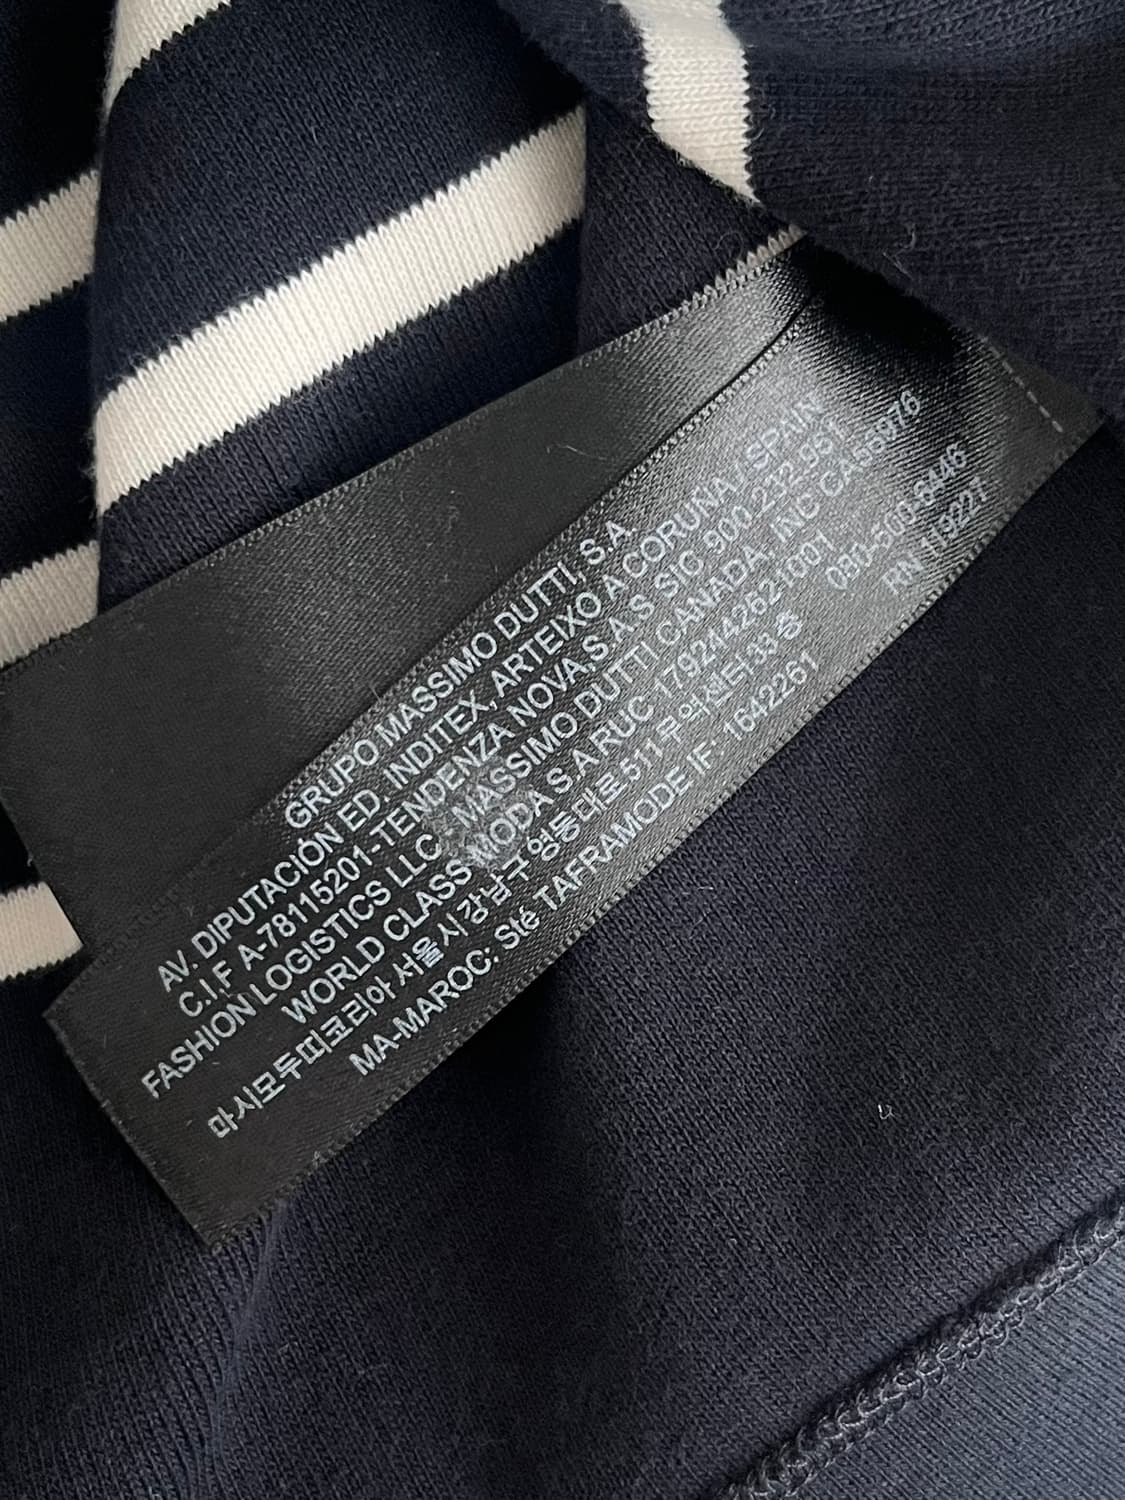 GRUPO MASSIMO DUTTI, S.A.
AV. DIPUTACIÓN ED. INDITEX, ARTEIXO A CORUNA / SPAIN
C.I.F A-78115201-TENDENZA NOVA,S A.S SIC 900 232 951
FASHION LOGISTICS LLC · MASSIMO DUTTI CANADA, INC CA56976
WORLD CLASS MODA S A RUC 1792442621001
마시모두띠코리아 서울시 강남구 영동대로 511 무역센터 33층 080-500-6446
MA-MAROC: Sté TAFRAMODE IF: 1642261 RN 119227